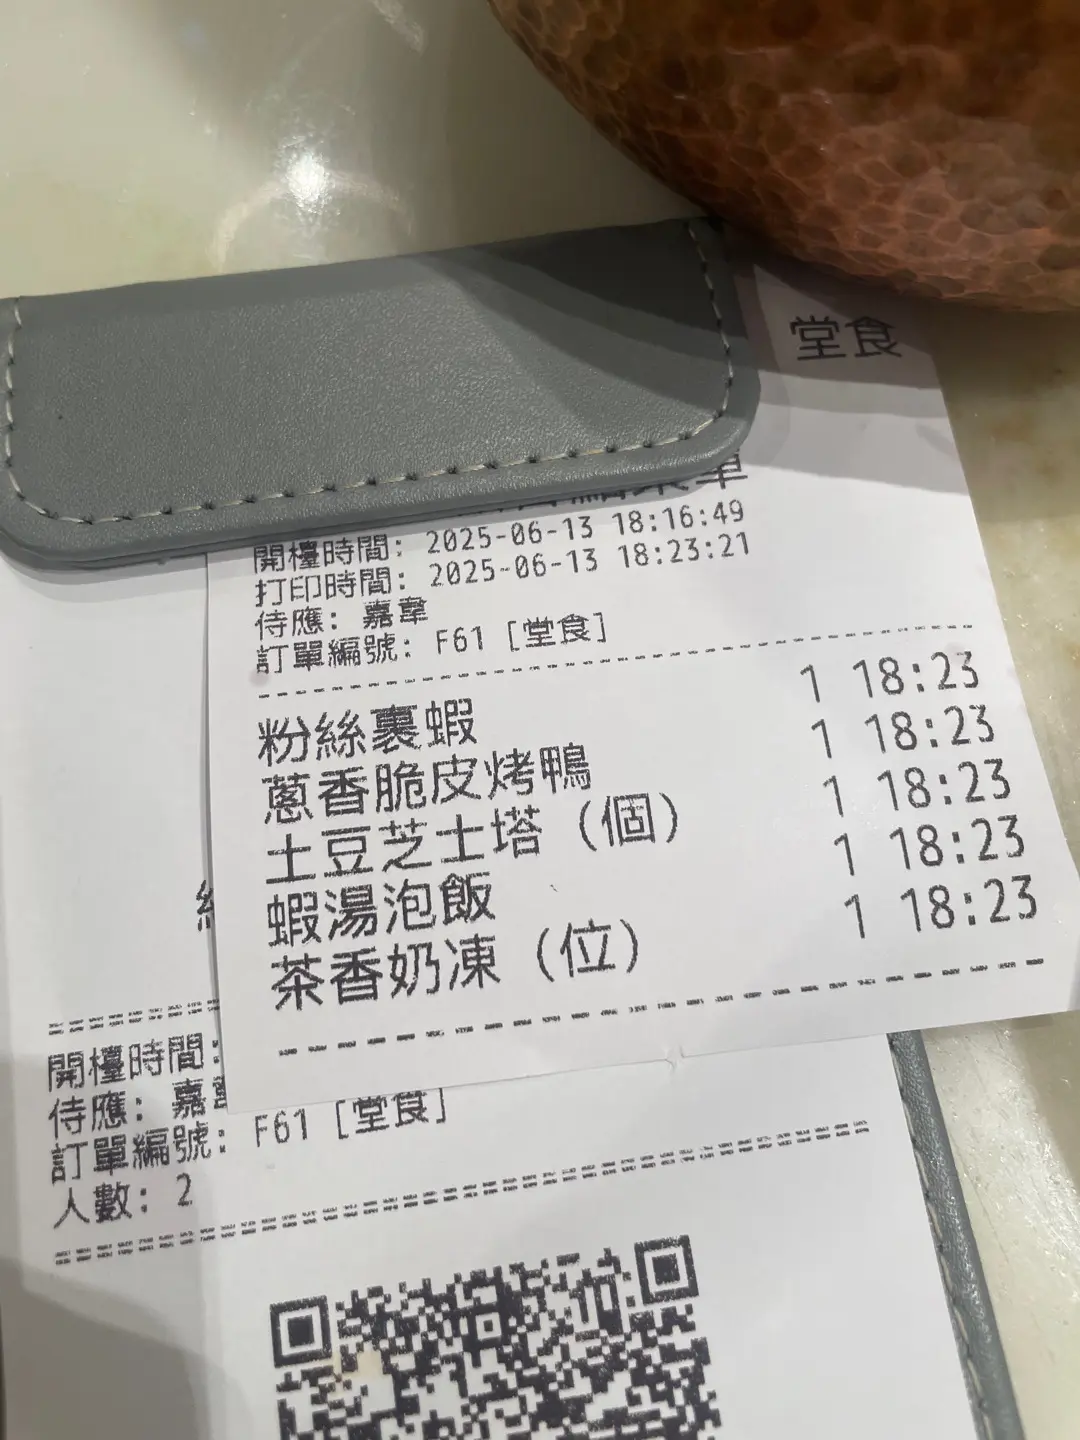 堂食
單
開檯時間: 2025-06-13 18:16:49
打印時間: 2025-06-13 18:23:21
侍應: 嘉韋
訂單編號: F61 [堂食]
粉絲裹蝦 1 18:23
蔥香脆皮烤鴨 1 18:23
土豆芝士塔 (個) 1 18:23
蝦湯泡飯 1 18:23
茶香奶凍 (位) 1 18:23
開檯時間:
侍應: 嘉
訂單編號: F61 [堂食]
人數: 2